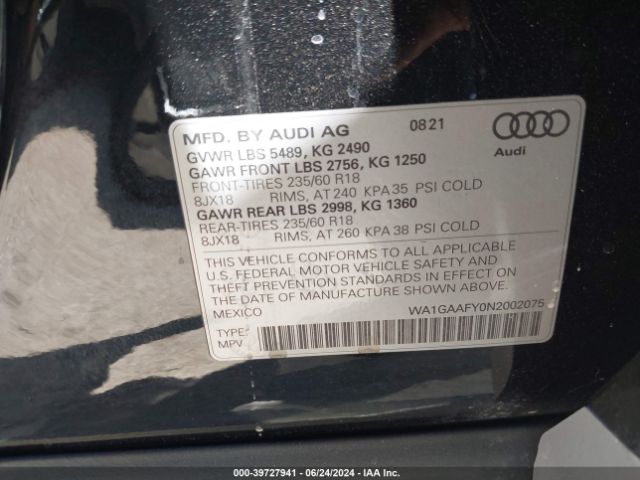 MFD. BY AUDI AG 0821
GVWR LBS 5489, KG 2490
GAWR FRONT LBS 2756, KG 1250
FRONT-TIRES 235/60 R18
8JX18 RIMS, AT 240 KPA 35 PSI COLD
GAWR REAR LBS 2998, KG 1360
REAR-TIRES 235/60 R18
8JX18 RIMS, AT 260 KPA 38 PSI COLD
Audi
THIS VEHICLE CONFORMS TO ALL APPLICABLE
U.S. FEDERAL MOTOR VEHICLE SAFETY AND
THEFT PREVENTION STANDARDS IN EFFECT ON
THE DATE OF MANUFACTURE SHOWN ABOVE.
MEXICO WA1GAAFY0N2002075
TYPE:
MPV
000-39727941 - 06/24/2024 - IAA Inc.